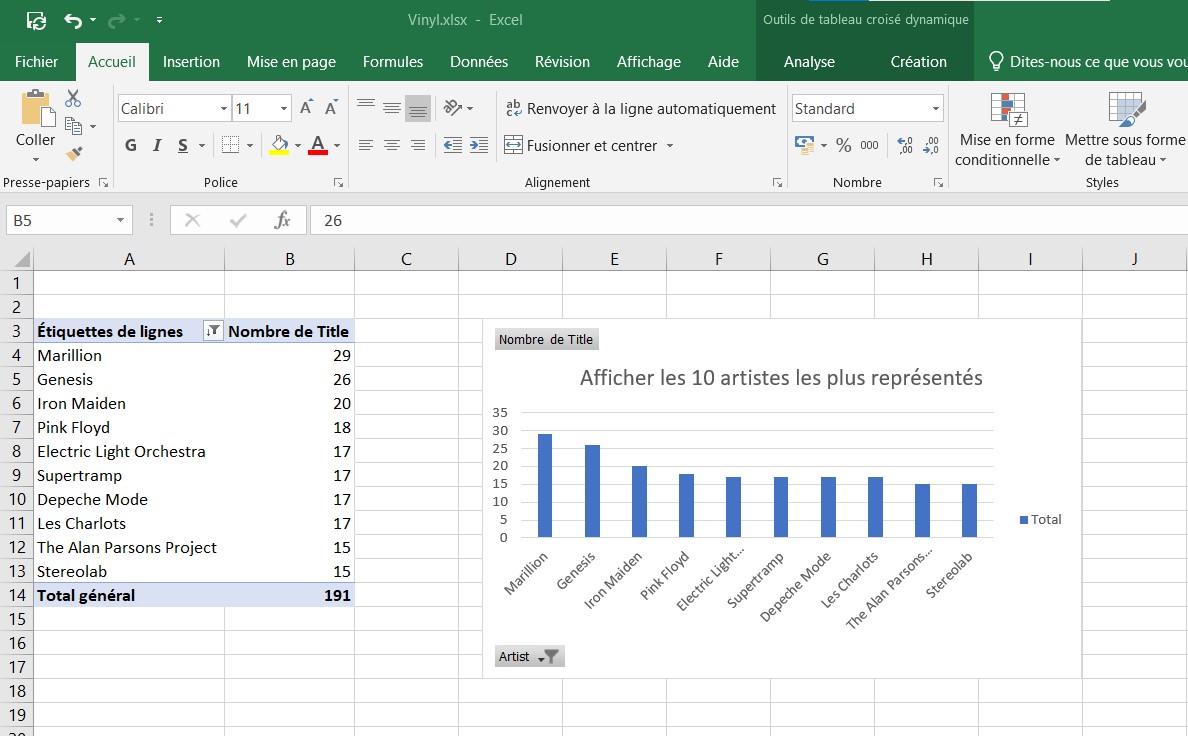 Vinyl.xlsx - Excel
Outils de tableau croisé dynamique
Fichier Accueil Insertion Mise en page Formules Données Révision Affichage Aide Analyse Création Dites-nous ce que vous vou
Coller
Calibri 11
Renvoyer à la ligne automatiquement
Standard
Mise en forme conditionnelle
Mettre sous forme de tableau
G I S A
Fusionner et centrer
% 000
Presse-papiers Police Alignement Nombre Styles
B5 fx 26
A B C D E F G H I J
1
2
3 Étiquettes de lignes Nombre de Title
4 Marillion 29
5 Genesis 26
6 Iron Maiden 20
7 Pink Floyd 18
8 Electric Light Orchestra 17
9 Supertramp 17
10 Depeche Mode 17
11 Les Charlots 17
12 The Alan Parsons Project 15
13 Stereolab 15
14 Total général 191
15
16
17
18
19
Nombre de Title
Afficher les 10 artistes les plus représentés
35
30
25
20
15
10
5
0
Marillion
Genesis
Iron Maiden
Pink Floyd
Electric Light...
Supertramp
Depeche Mode
Les Charlots
The Alan Parsons...
Stereolab
Total
Artist